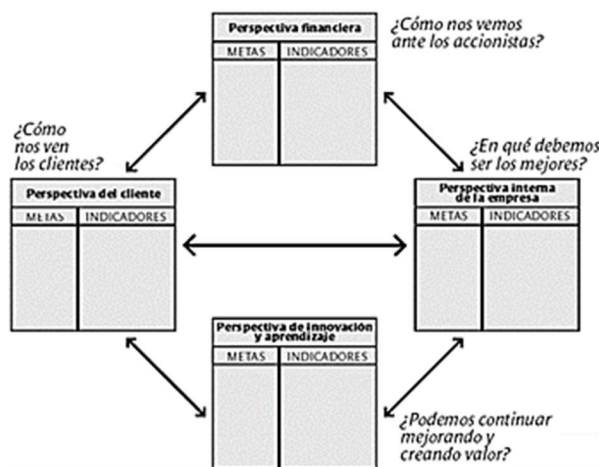 Perspectiva financiera
METAS INDICADORES
¿Cómo nos vemos
ante los accionistas?
¿Cómo
nos ven
los clientes?
Perspectiva del cliente
METAS INDICADORES
¿En qué debemos
ser los mejores?
Perspectiva interna
de la empresa
METAS INDICADORES
Perspectiva de innovación
y aprendizaje
METAS INDICADORES
¿Podemos continuar
mejorando y
creando valor?